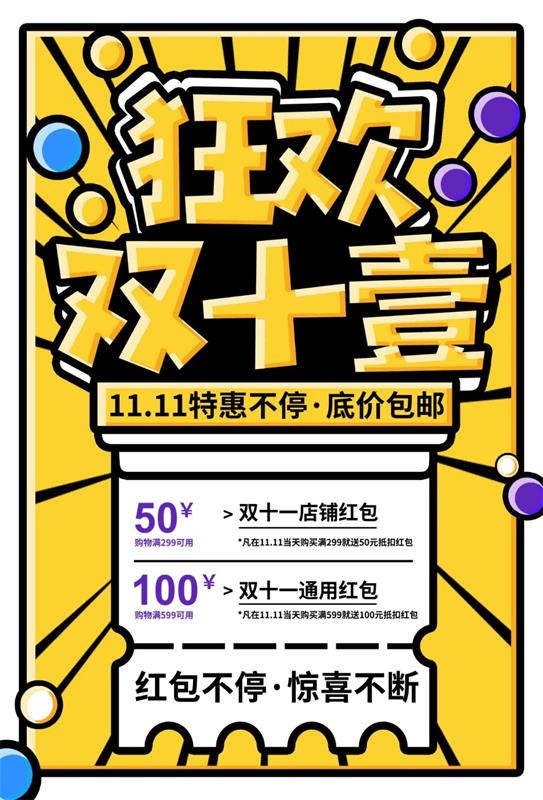 狂欢
双十壹
11.11特惠不停·底价包邮
50¥ > 双十一店铺红包
购物满299可用 *凡在11.11当天购买满299就送50元抵扣红包
100¥ > 双十一通用红包
购物满599可用 *凡在11.11当天购买满599就送100元抵扣红包
红包不停·惊喜不断